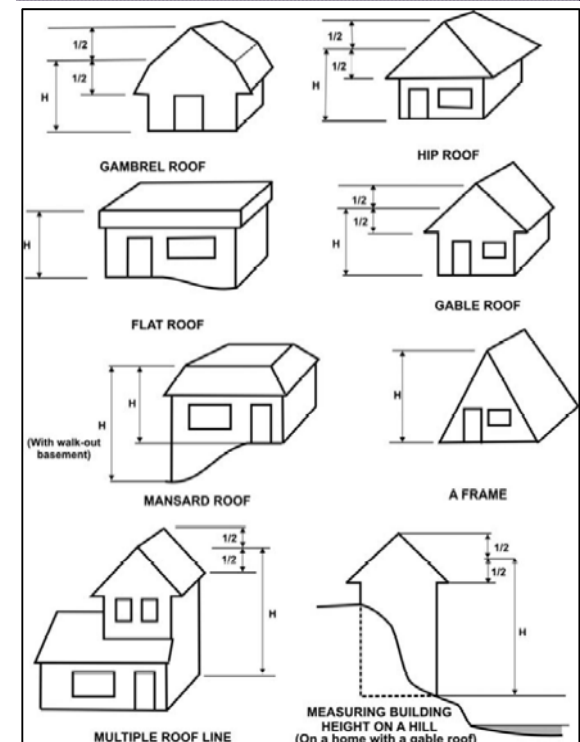 1/2
1/2
H
GAMBREL ROOF
1/2
1/2
H
HIP ROOF
H
FLAT ROOF
1/2
1/2
H
GABLE ROOF
H
H
(With walk-out
basement)
MANSARD ROOF
H
A FRAME
1/2
1/2
H
MULTIPLE ROOF LINE
1/2
1/2
H
MEASURING BUILDING
HEIGHT ON A HILL
(On a home with a gable roof)